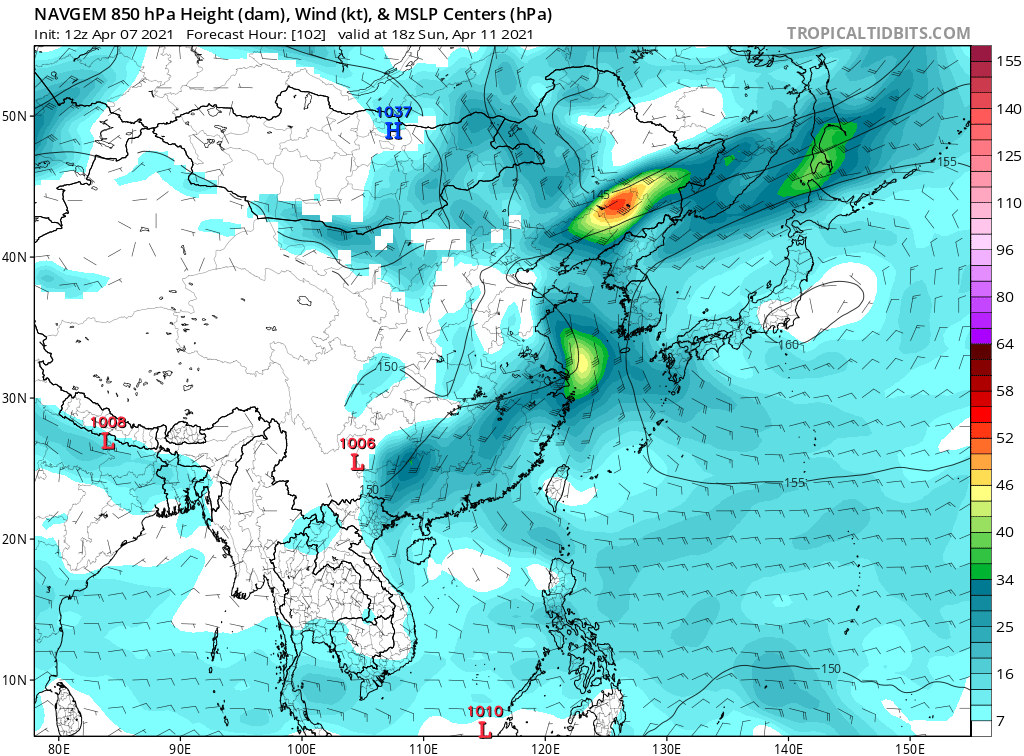 NAVGEM 850 hPa Height (dam), Wind (kt), & MSLP Centers (hPa)
Init: 12z Apr 07 2021   Forecast Hour: [102]   valid at 18z Sun, Apr 11 2021
TROPICALTIDBITS.COM
155
50N
1037
H
140
155
125
145
110
40N
96
80
160
64
150
30N
58
1008
L
1006
L
52
150
155
46
20N
40
34
25
150
16
10N
1010
L
7
80E
90E
100E
110E
120E
130E
140E
150E